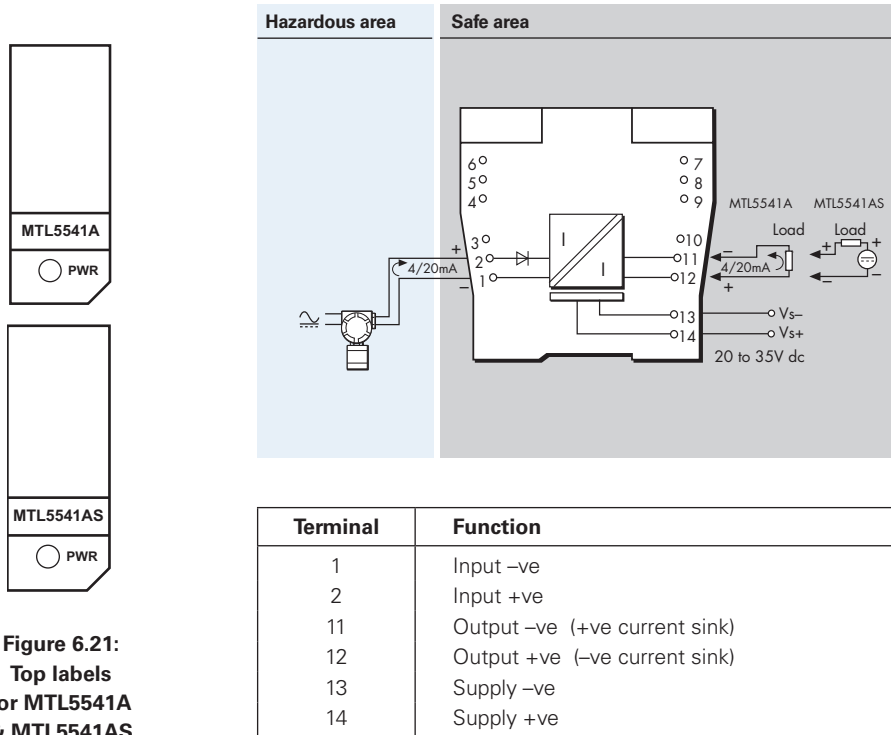 MTL5541A
PWR
MTL5541AS
PWR
Figure 6.21:
Top labels
MTL5541A
MTL5541AS
Hazardous area Safe area
6 7
5 8
4 9
MTL5541A MTL5541AS
3 10
Load Load
+ I – + +
2 11
4/20mA 4/20mA
1 I 12
– + – –
13 Vs–
14 Vs+
20 to 35V dc
Terminal Function
1 Input –ve
2 Input +ve
11 Output –ve (+ve current sink)
12 Output +ve (–ve current sink)
13 Supply –ve
14 Supply +ve